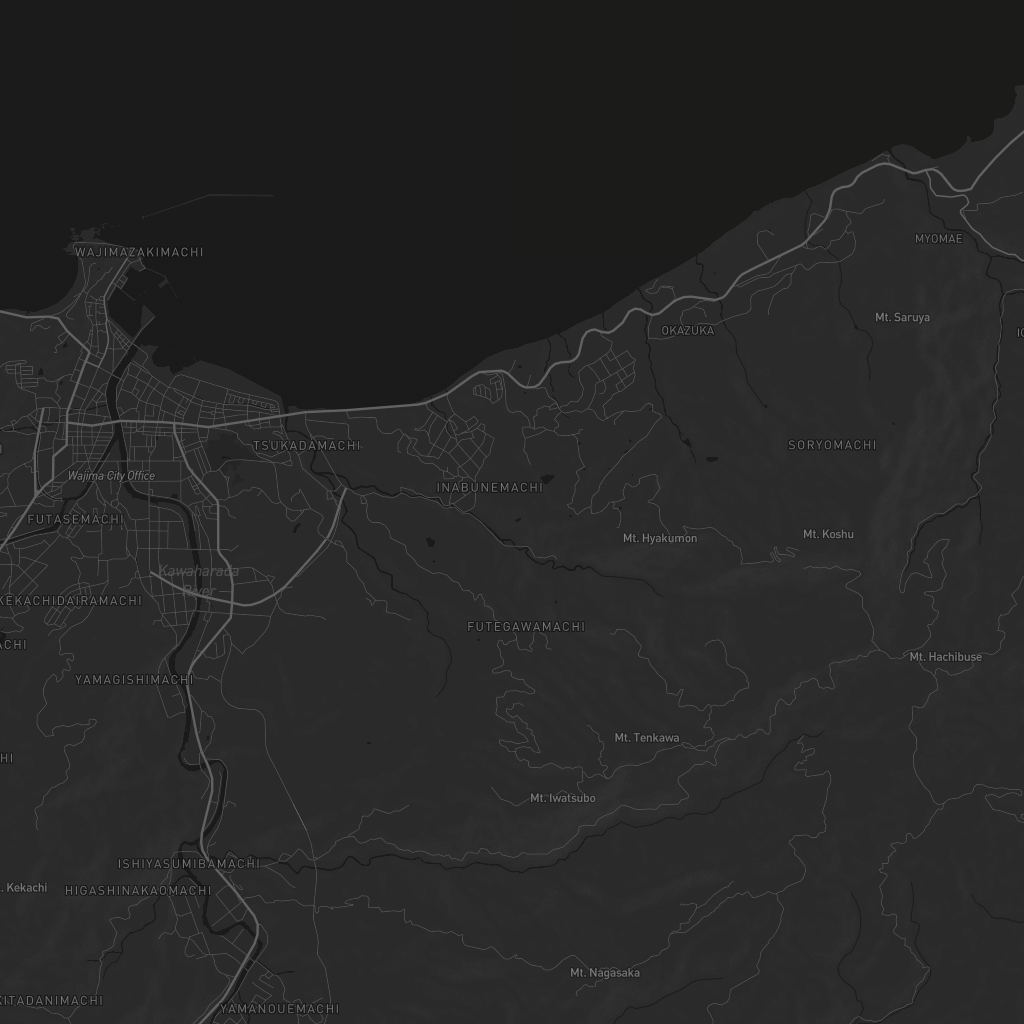 MYOMAE
WAJIMAZAKIMACHI
Mt. Saruya
OKAZUKA
TSUKADAMACHI
SORYOMACHI
Wajima City Office
INABUNEMACHI
FUTASEMACHI
Mt. Hyakumon
Mt. Koshu
Kawaharada
River
KEKACHIDAIRAMACHI
FUTEGAWAMACHI
ACHI
Mt. Hachibuse
YAMAGISHIMACHI
Mt. Tenkawa
HI
Mt. Iwatsubo
ISHIYASUMIBAMACHI
. Kekachi
HIGASHINAKAOMACHI
Mt. Nagasaka
KITADANIMACHI
YAMANOUEMACHI